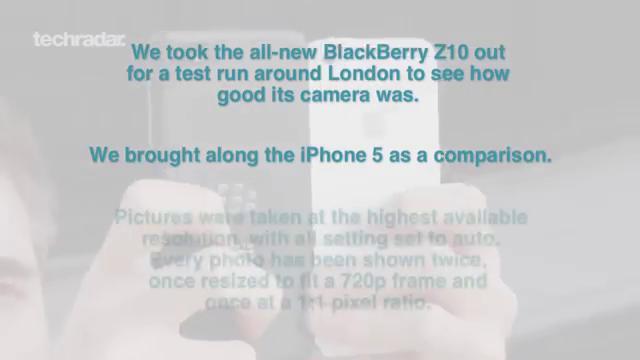 techradar.
We took the all-new BlackBerry Z10 out
for a test run around London to see how
good its camera was.
We brought along the iPhone 5 as a comparison.
Pictures were taken at the highest available
resolution, with all setting set to auto.
Every photo has been shown twice,
once resized to fit a 720p frame and
once at a 1:1 pixel ratio.